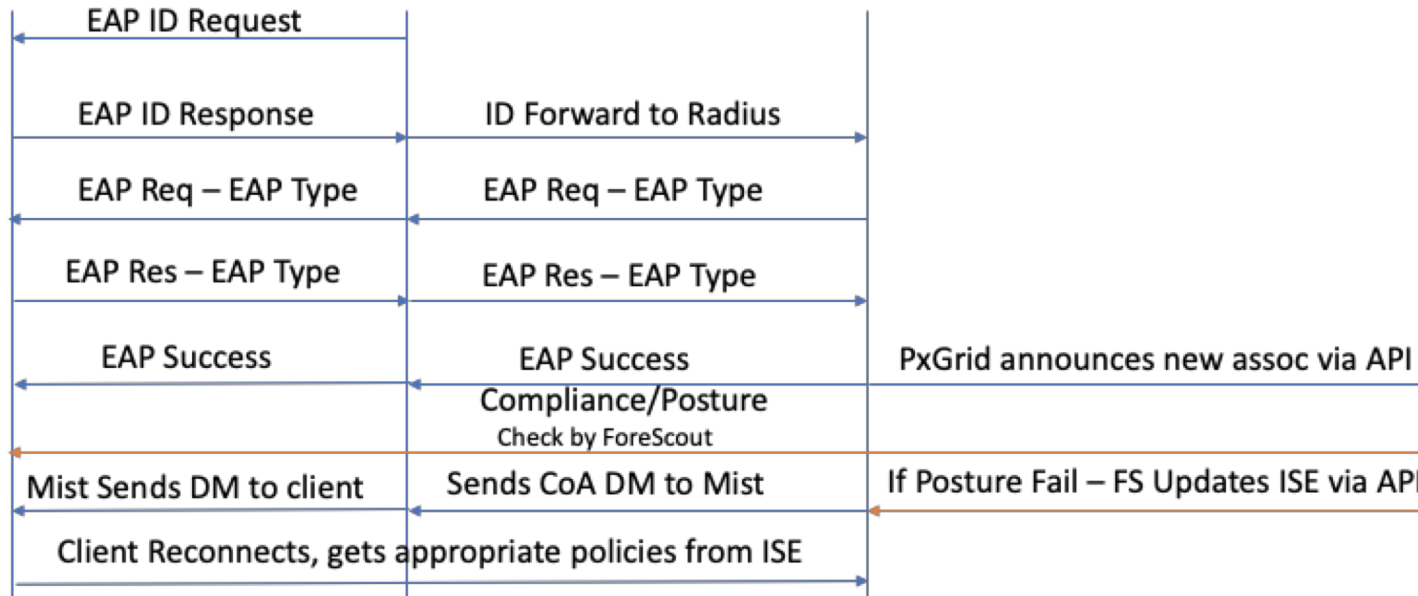 EAP ID Request
EAP ID Response
ID Forward to Radius
EAP Req – EAP Type
EAP Req – EAP Type
EAP Res – EAP Type
EAP Res – EAP Type
EAP Success
EAP Success
PxGrid announces new assoc via API
Compliance/Posture
Check by ForeScout
Mist Sends DM to client
Sends CoA DM to Mist
If Posture Fail – FS Updates ISE via API
Client Reconnects, gets appropriate policies from ISE